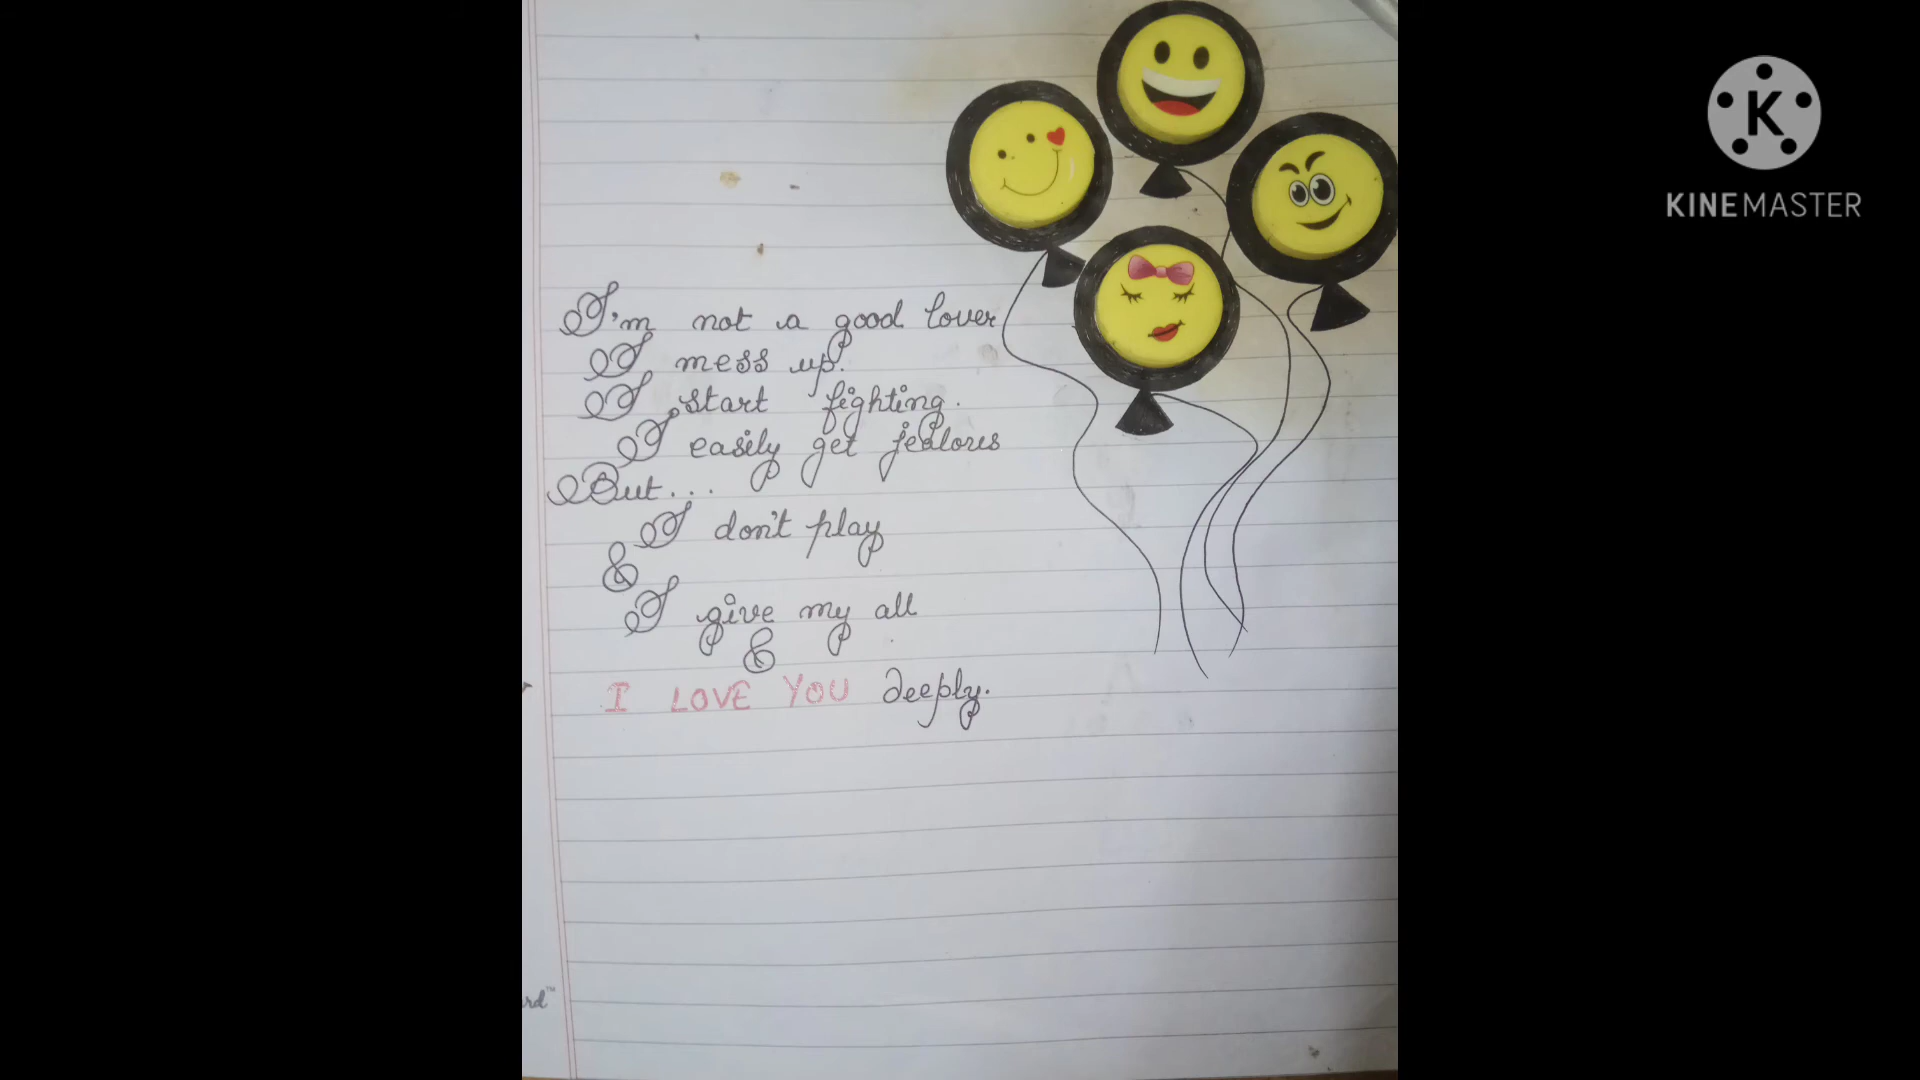 I'm not a good lover
I mess up.
I start fighting.
I easily get jealous
But...
I don't play
&
I give my all
&
I LOVE YOU deeply.
rd™
K
KINEMASTER